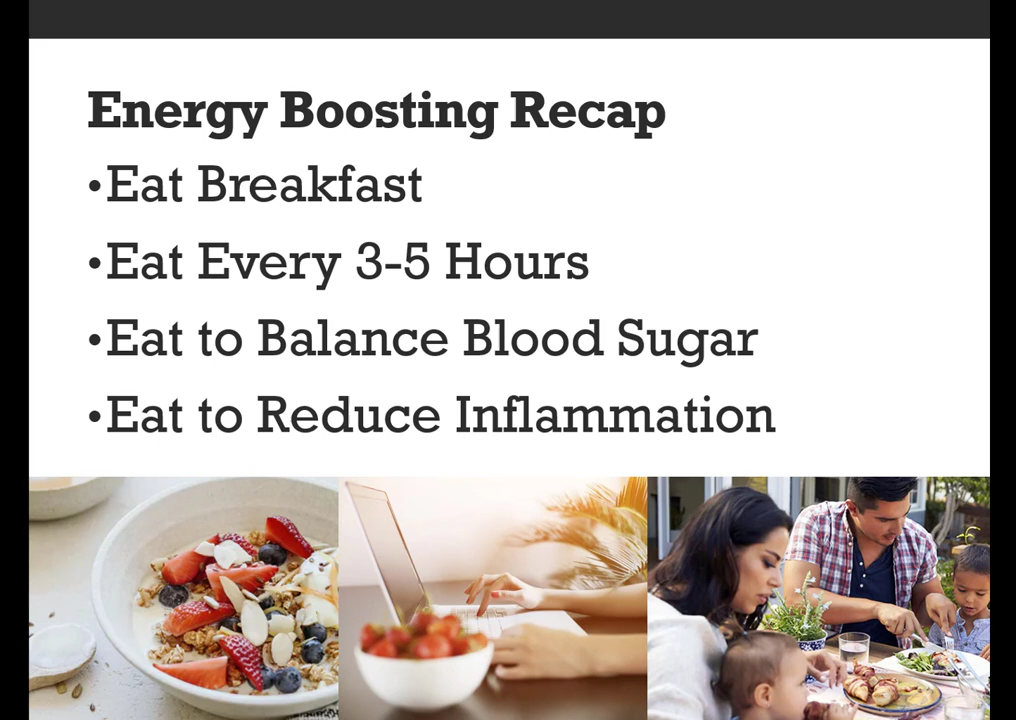 Energy Boosting Recap
•Eat Breakfast
•Eat Every 3-5 Hours
•Eat to Balance Blood Sugar
•Eat to Reduce Inflammation